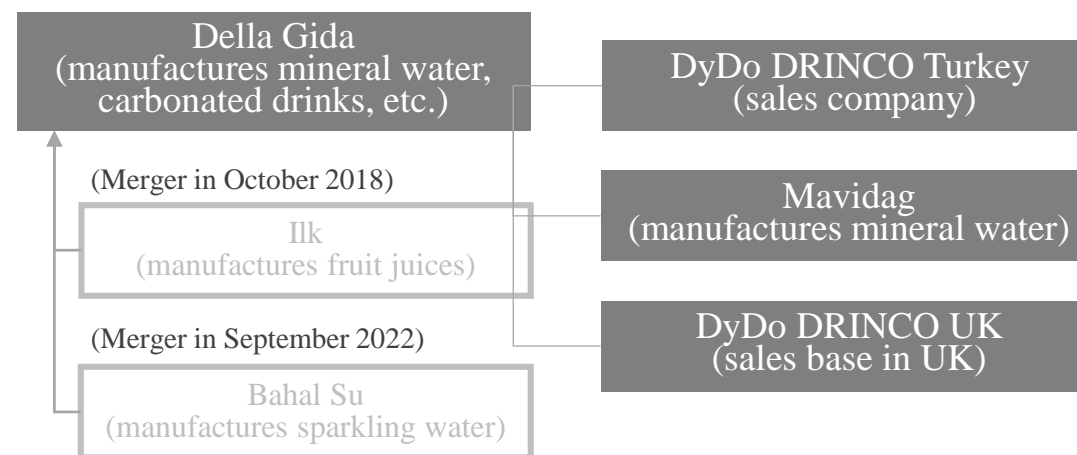 Della Gida
(manufactures mineral water,
carbonated drinks, etc.)
(Merger in October 2018)
Ilk
(manufactures fruit juices)
(Merger in September 2022)
Bahal Su
(manufactures sparkling water)
DyDo DRINCO Turkey
(sales company)
Mavidag
(manufactures mineral water)
DyDo DRINCO UK
(sales base in UK)